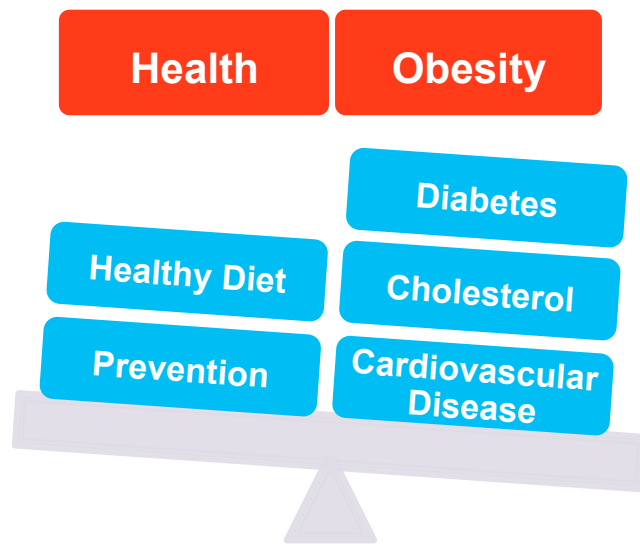 Health
Obesity
Diabetes
Healthy Diet
Cholesterol
Prevention
Cardiovascular
Disease